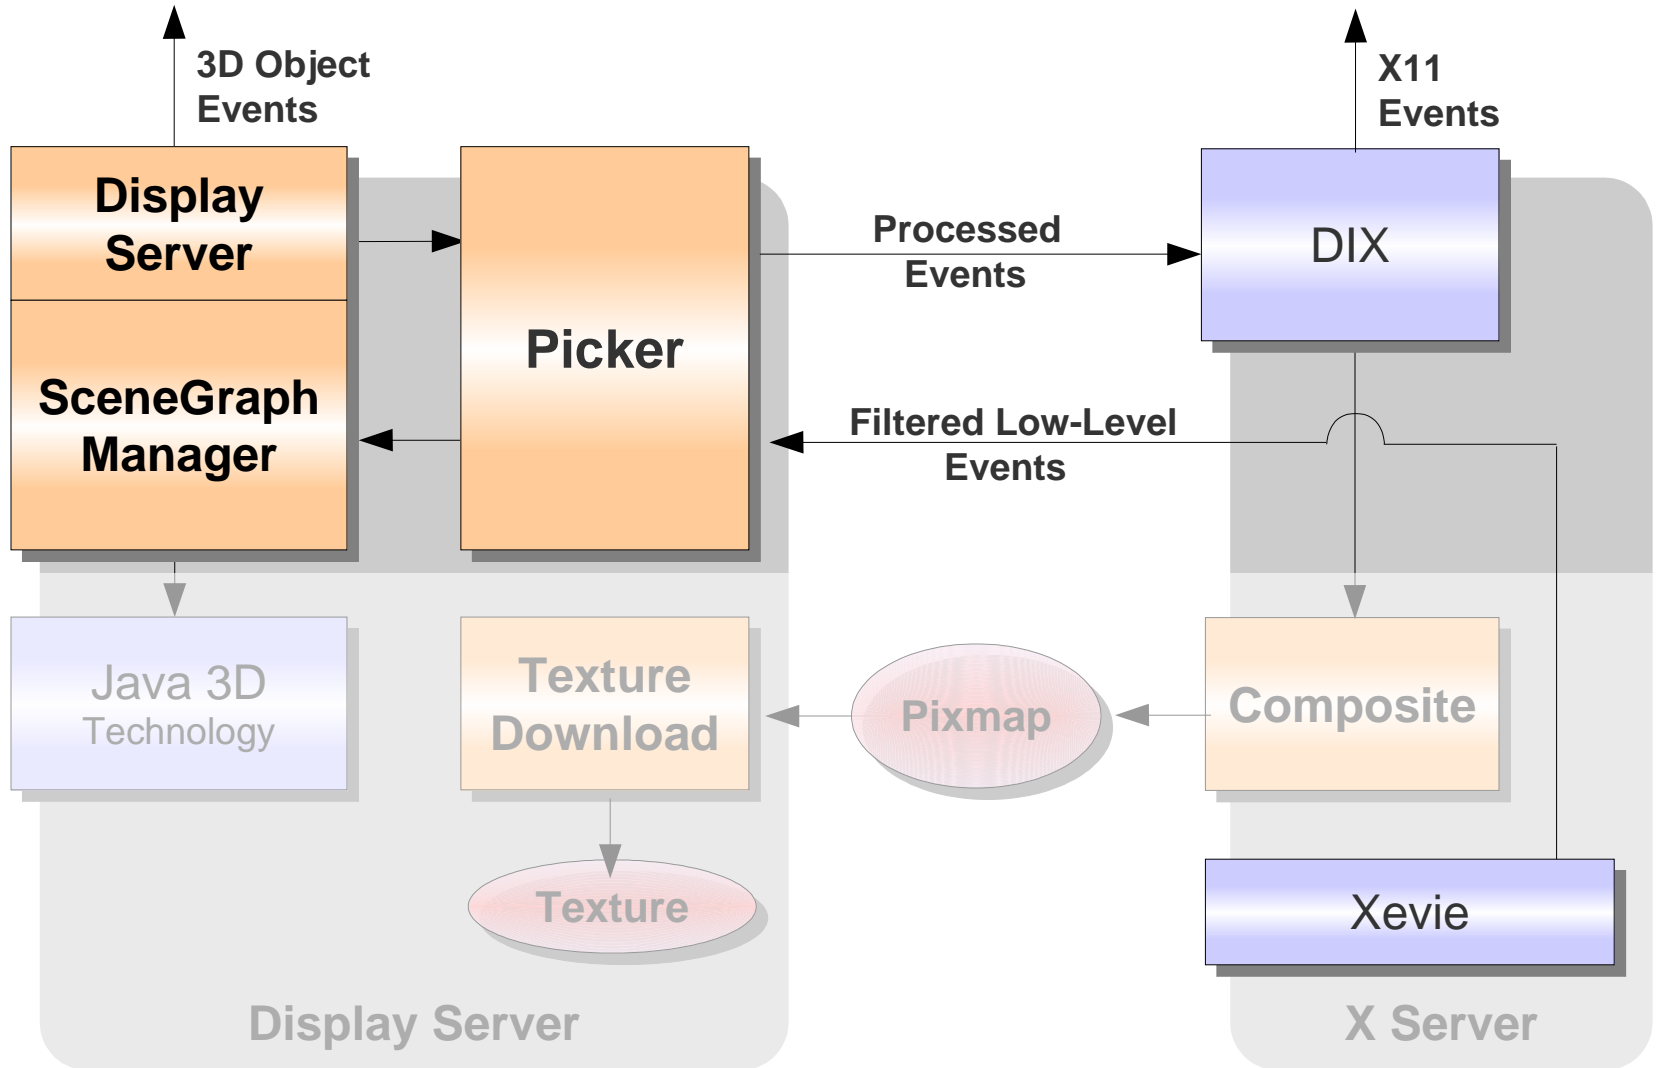 3D Object
Events
X11
Events
Display
Server
SceneGraph
Manager
Picker
Processed
Events
DIX
Filtered Low-Level
Events
Java 3D
Technology
Texture
Download
Pixmap
Composite
Texture
Xevie
Display Server
X Server